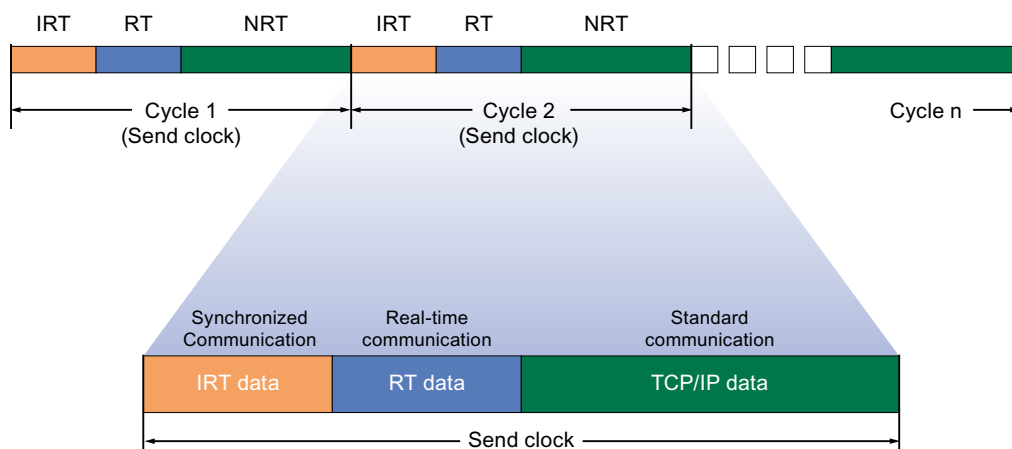 IRT RT NRT IRT RT NRT
Cycle 1
(Send clock)
Cycle 2
(Send clock)
Cycle n
Synchronized
Communication
Real-time
communication
Standard
communication
IRT data RT data TCP/IP data
Send clock